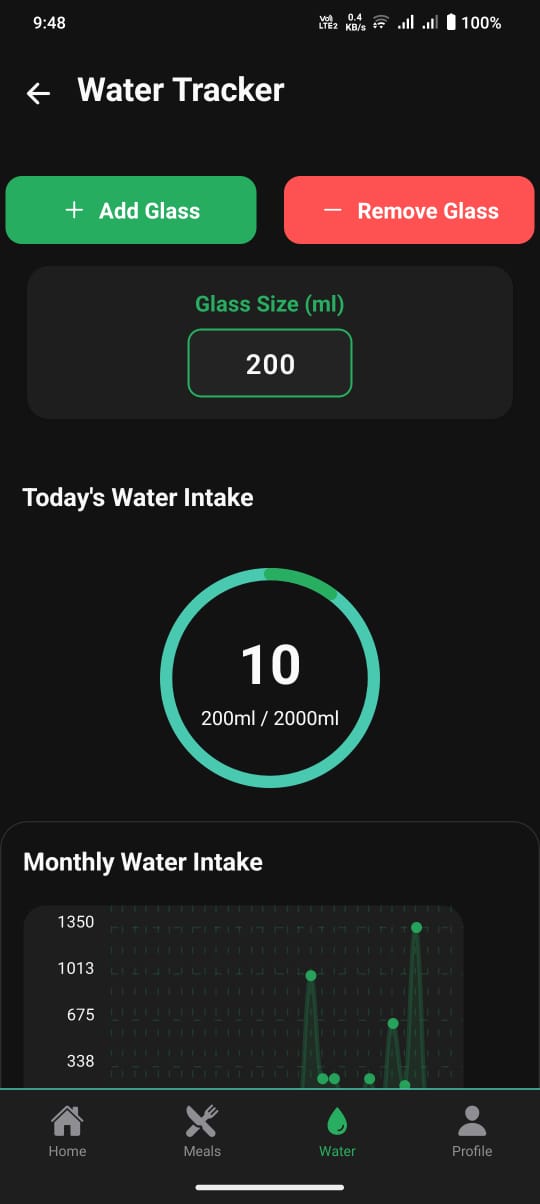 9:48
Vo)) 0.4
LTE2 KB/s 100%
Water Tracker
+ Add Glass
− Remove Glass
Glass Size (ml)
200
Today's Water Intake
10
200ml / 2000ml
Monthly Water Intake
1350
1013
675
338
Home Meals Water Profile